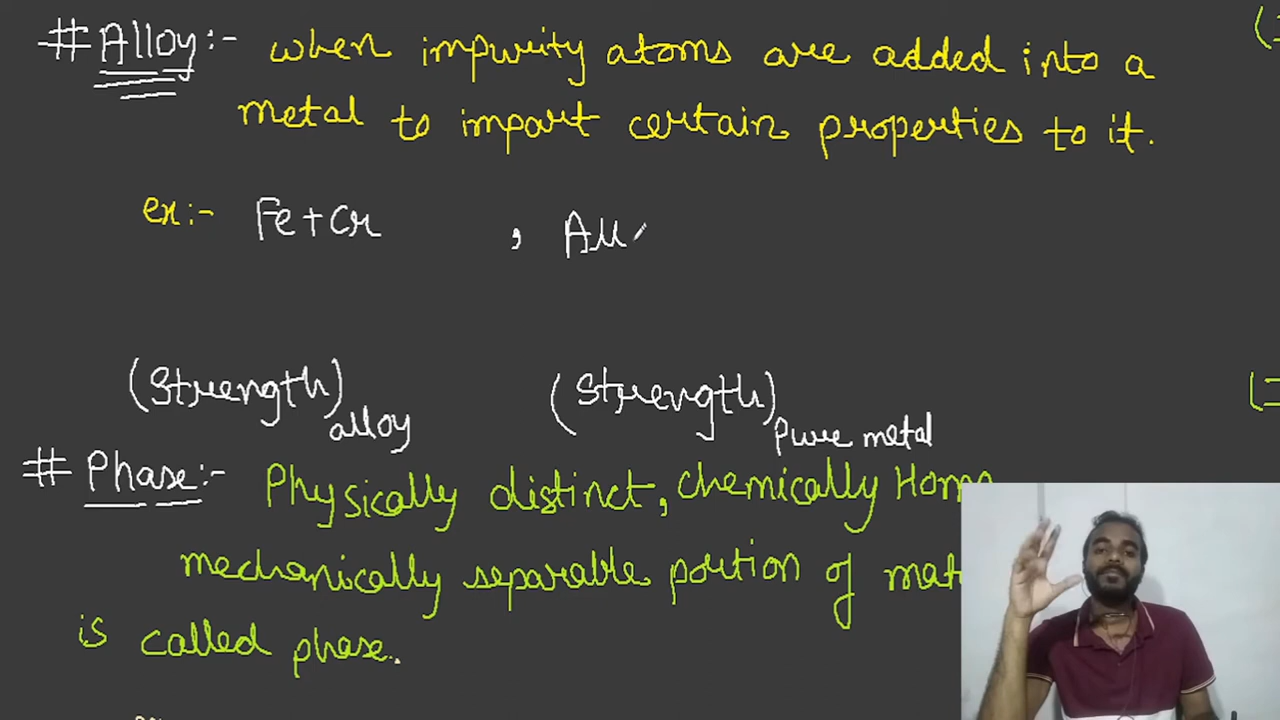 # Alloy:- when impurity atoms are added into a
metal to impart certain properties to it.
ex:- Fe+Cr , All
(Strength)alloy (Strength)pure metal
# Phase:- Physically distinct, chemically Homo
mechanically separable portion of mat
is called phase.